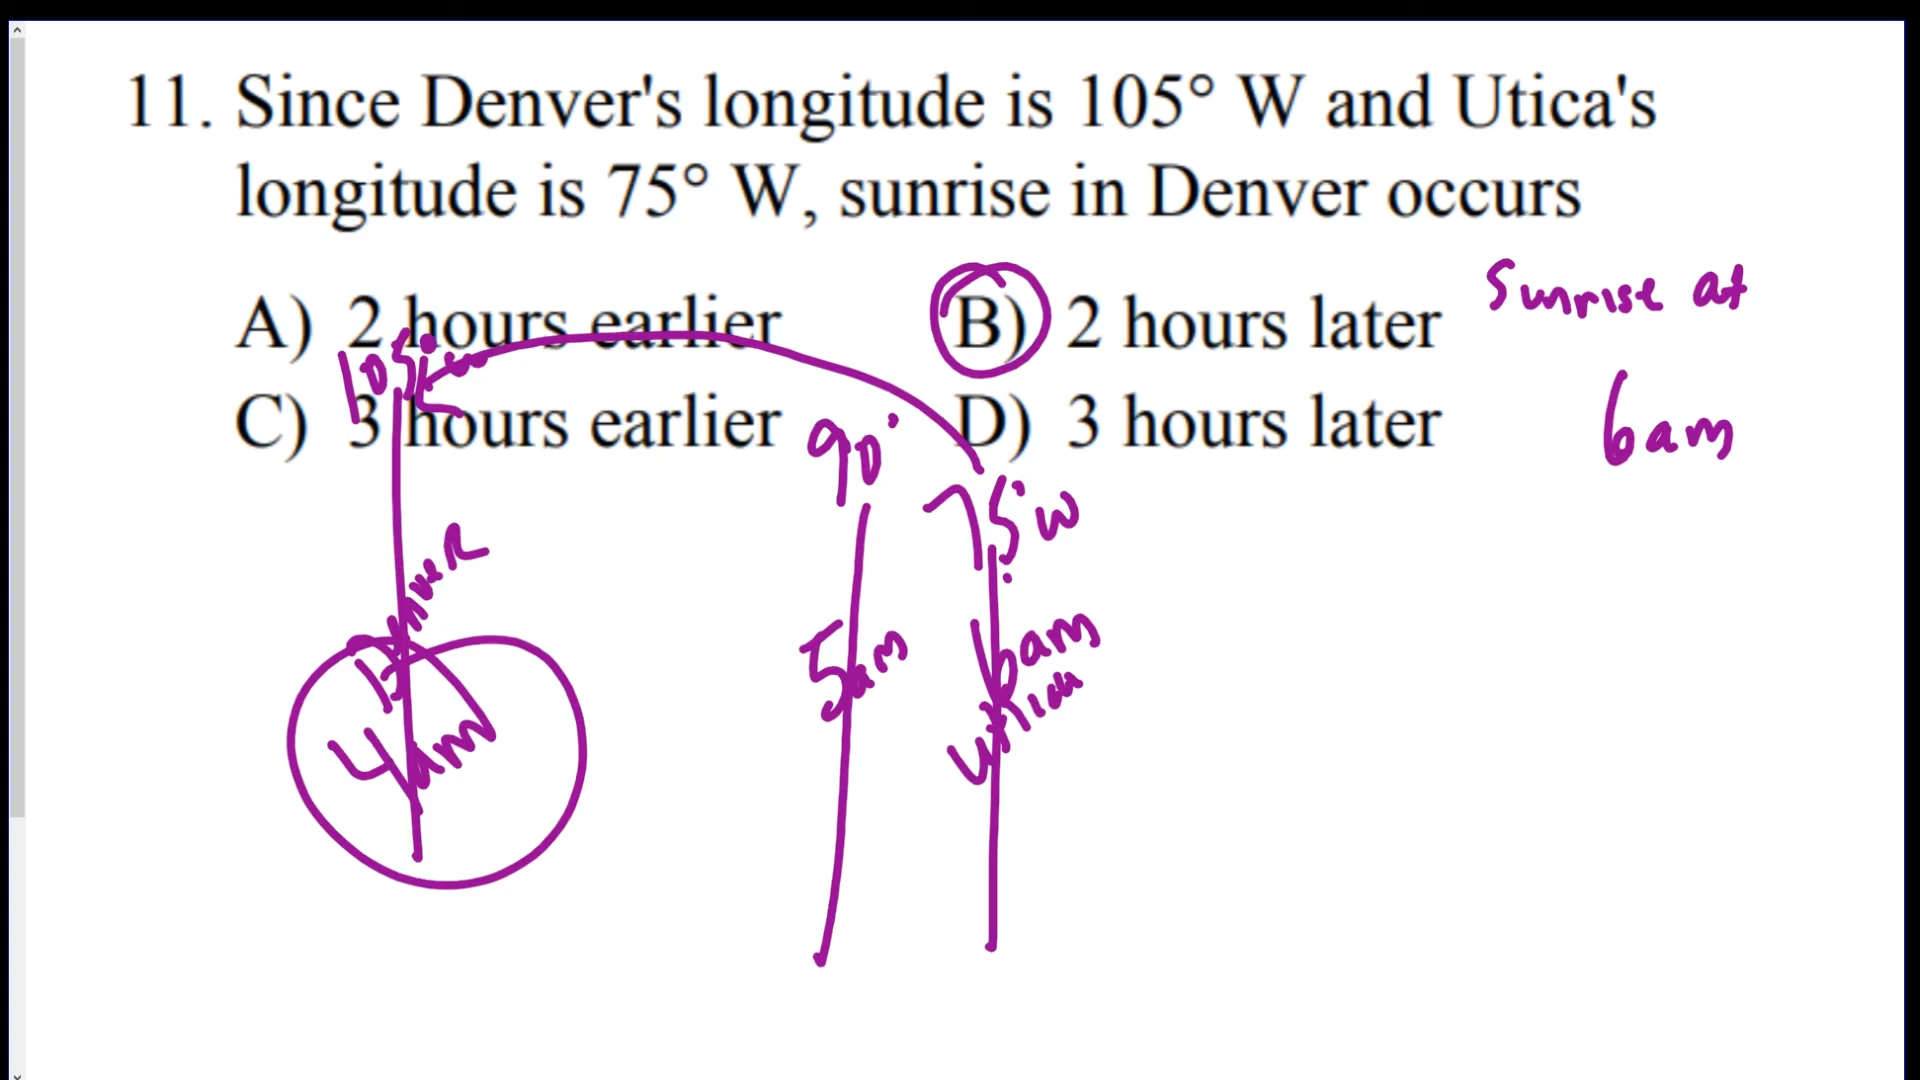 11. Since Denver's longitude is 105° W and Utica's
longitude is 75° W, sunrise in Denver occurs
A) 2 hours earlier B) 2 hours later
C) 3 hours earlier D) 3 hours later
Sunrise at
6am
105° W
90°
75° W
Denver
4am
5am
6am
Utica